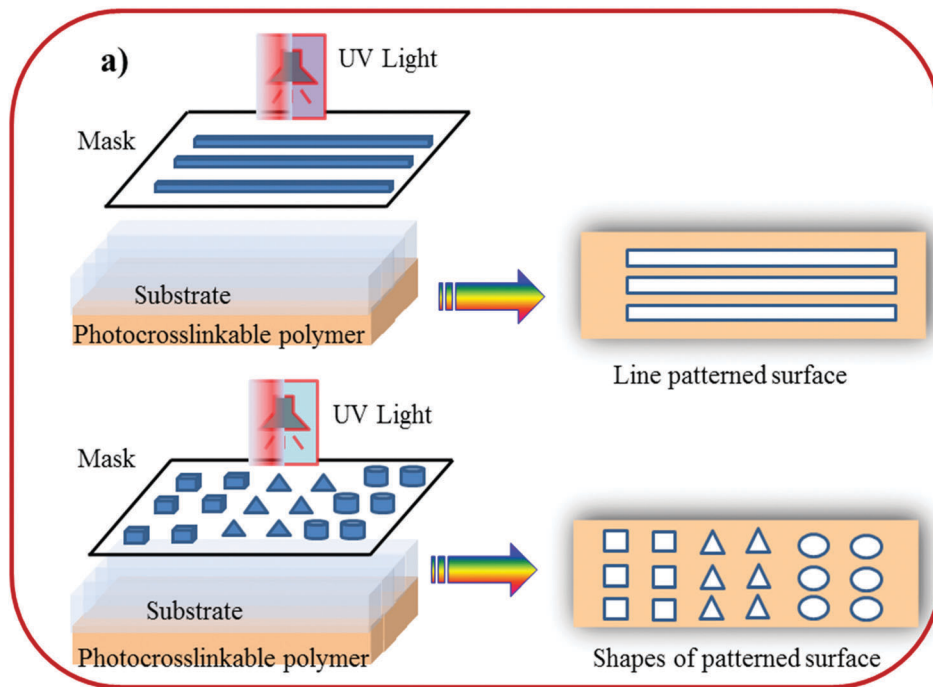 a)
UV Light
Mask
Substrate
Photocrosslinkable polymer
Line patterned surface
UV Light
Mask
Substrate
Photocrosslinkable polymer
Shapes of patterned surface